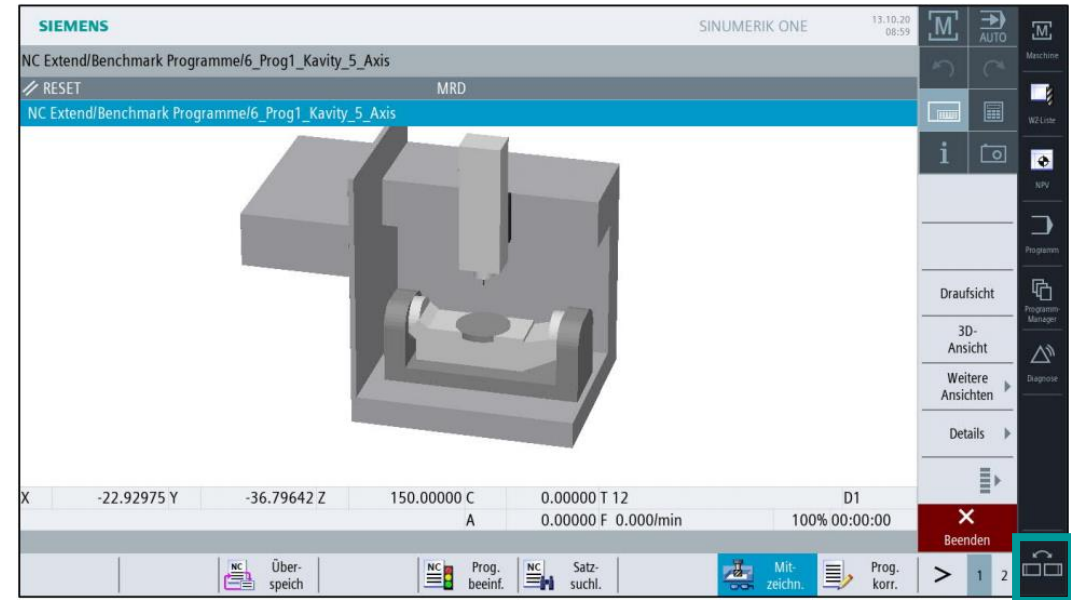 SIEMENS
SINUMERIK ONE
13.10.20
08:59
NC Extend/Benchmark Programme/6_Prog1_Kavity_5_Axis
RESET
MRD
NC Extend/Benchmark Programme/6_Prog1_Kavity_5_Axis
X -22.92975 Y -36.79642 Z 150.00000 C 0.00000 T 12 D1
A 0.00000 F 0.000/min 100% 00:00:00
NC
Über-
speich
NC
Prog.
beeinf.
NC
Satz-
suchl.
Mit-
zeichn.
Prog.
korr.
M
AUTO
i
Draufsicht
3D-
Ansicht
Weitere
Ansichten
Details
Beenden
> 1 2
M
Maschine
WZ-Liste
NPV
Programm
Programm-
Manager
Diagnose